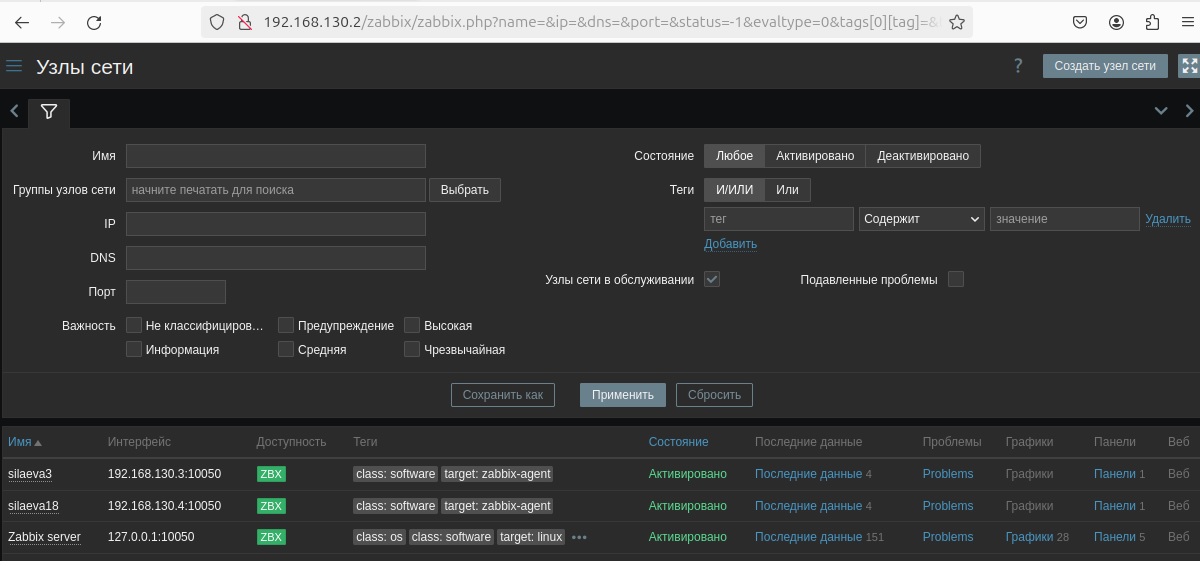 192.168.130.2/zabbix/zabbix.php?name=&ip=&dns=&port=&status=-1&evaltype=0&tags[0][tag]=&
Узлы сети ? Создать узел сети
Имя Состояние Любое Активировано Деактивировано
Группы узлов сети начните печатать для поиска Выбрать Теги И/ИЛИ Или
IP тег Содержит значение Удалить
DNS Добавить
Порт Узлы сети в обслуживании Подавленные проблемы
Важность Не классифициров... Предупреждение Высокая
Информация Средняя Чрезвычайная
Сохранить как Применить Сбросить
Имя Интерфейс Доступность Теги Состояние Последние данные Проблемы Графики Панели Веб
silaeva3 192.168.130.3:10050 ZBX class: software target: zabbix-agent Активировано Последние данные 4 Problems Графики Панели 1 Веб
silaeva18 192.168.130.4:10050 ZBX class: software target: zabbix-agent Активировано Последние данные 4 Problems Графики Панели 1 Веб
Zabbix server 127.0.0.1:10050 ZBX class: os class: software target: linux ••• Активировано Последние данные 151 Problems Графики 28 Панели 5 Веб